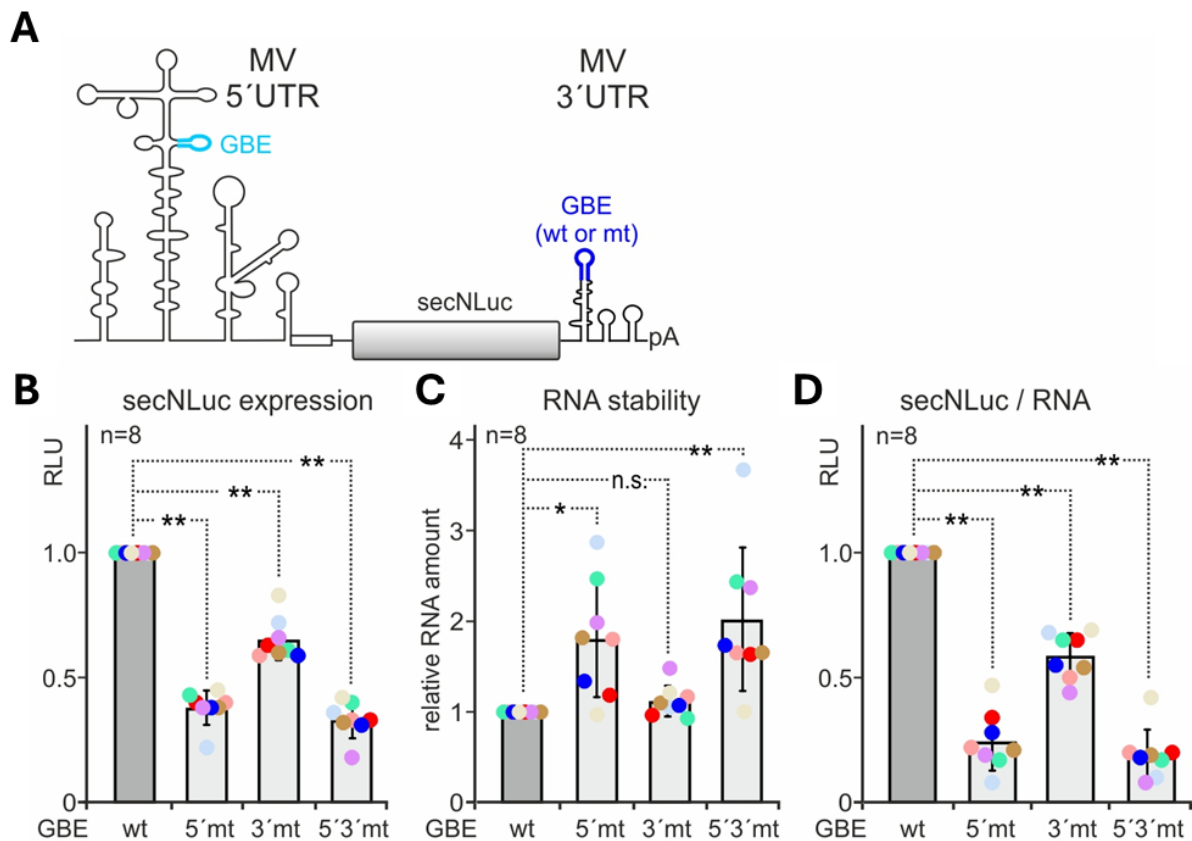 A
MV
5´UTR
MV
3´UTR
GBE
GBE
(wt or mt)
secNLuc
pA
B
secNLuc expression
n=8
RLU
**
**
**
1.0
0.5
0
GBE wt 5´mt 3´mt 5´3´mt
C
RNA stability
n=8
relative RNA amount
**
n.s.
*
4
3
2
1
0
GBE wt 5´mt 3´mt 5´3´mt
D
secNLuc / RNA
n=8
RLU
**
**
**
1.0
0.5
0
GBE wt 5´mt 3´mt 5´3´mt